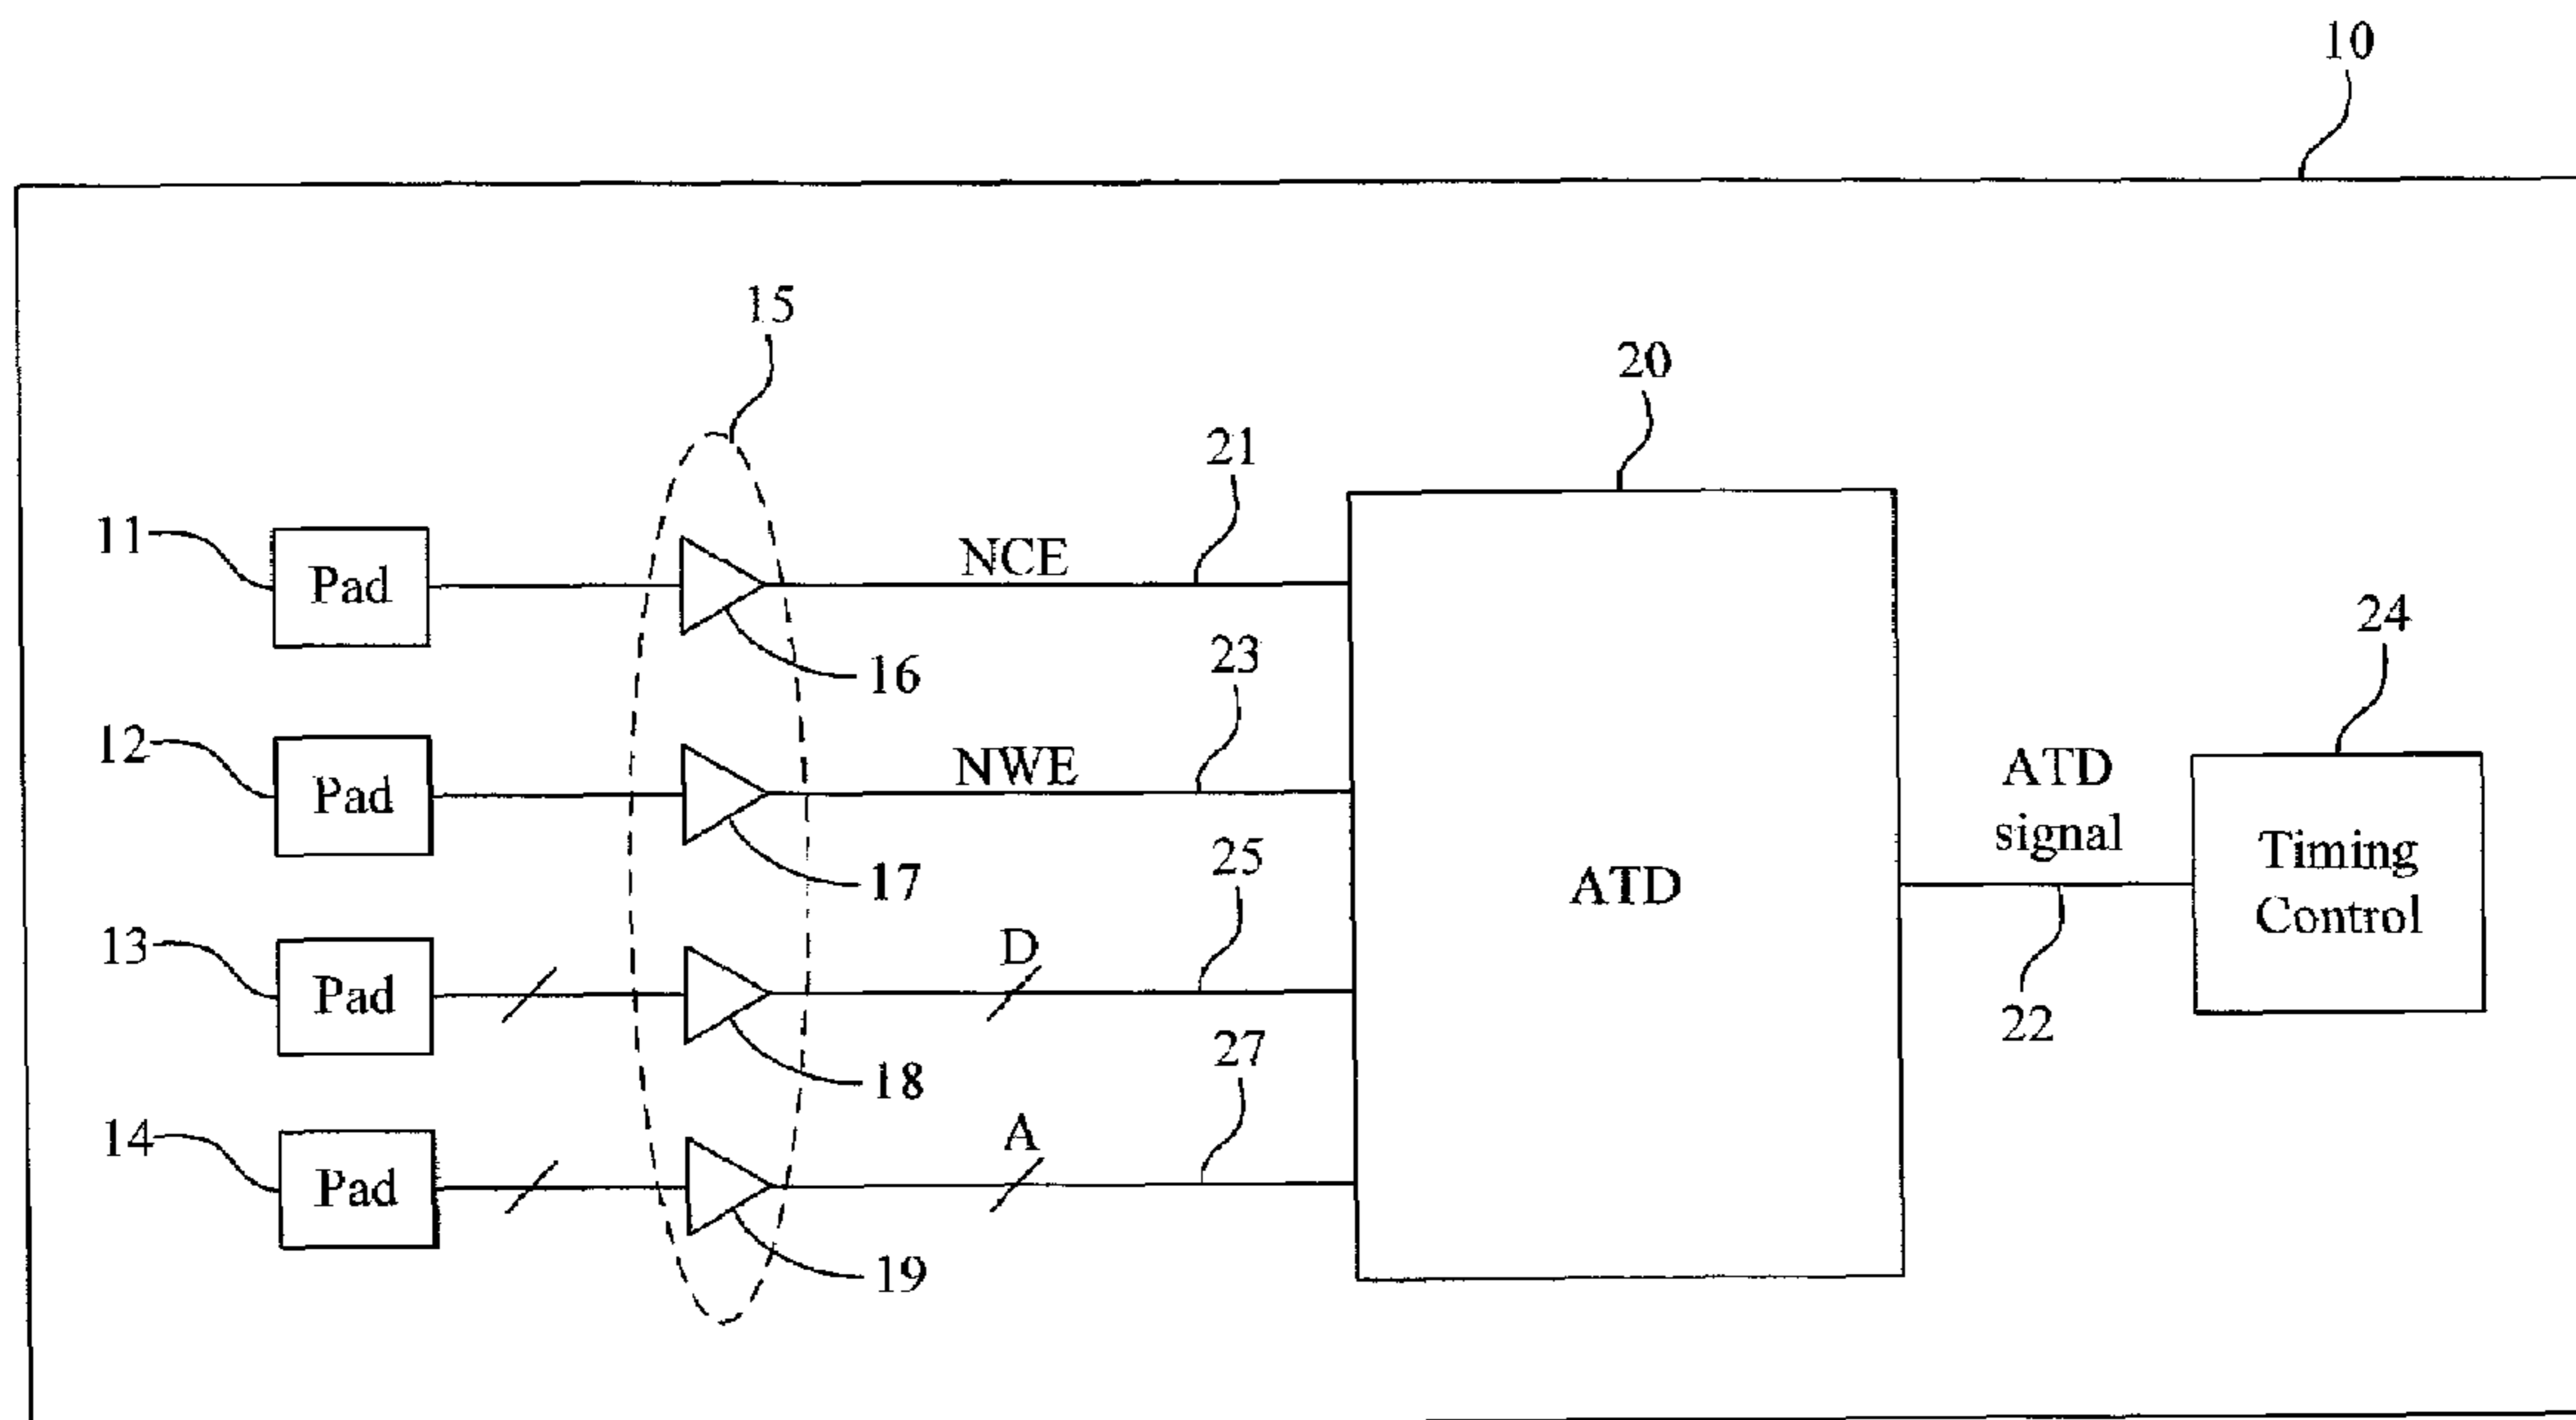 10
15
20
21
11
Pad
NCE
16
23
24
12
Pad
NWE
17
25
ATD
ATD
signal
Timing
Control
22
13
Pad
D
18
27
14
Pad
A
19